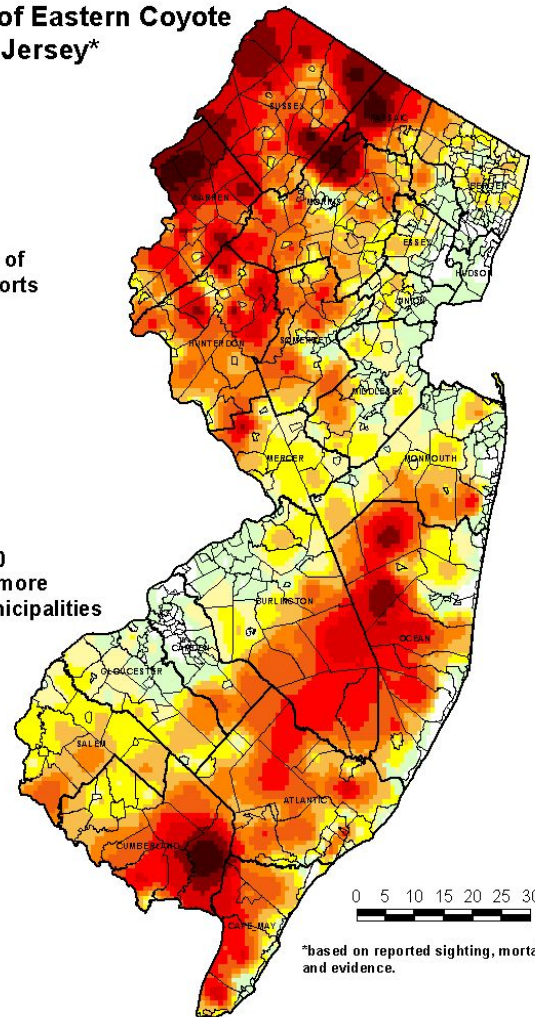 of Eastern Coyote
Jersey*
of
orts
0
more
nicipalities
SUSSEX
PASSAIC
BERGEN
WARREN
MORRIS
ESSEX
HUDSON
UNION
HUNTERDON
SOMERSET
MIDDLESEX
MERCER
MONMOUTH
BURLINGTON
OCEAN
CAMDEN
GLOUCESTER
SALEM
ATLANTIC
CUMBERLAND
CAPE MAY
0 5 10 15 20 25 30
*based on reported sighting, morta
and evidence.